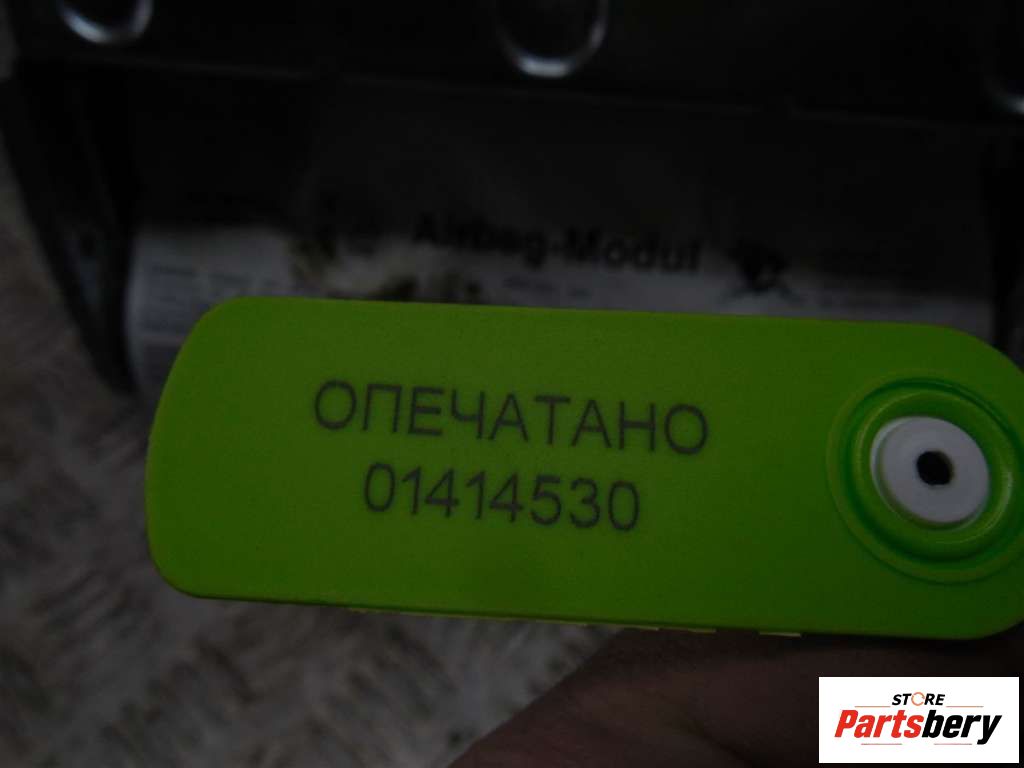 Airbag-Modul
ОПЕЧАТАНО
01414530
STORE
Partsbery